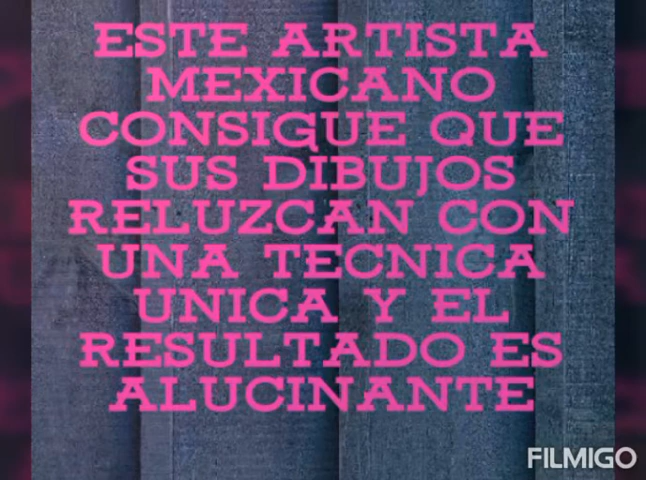 ESTE ARTISTA
MEXICANO
CONSIGUE QUE
SUS DIBUJOS
RELUZCAN CON
UNA TECNICA
UNICA Y EL
RESULTADO ES
ALUCINANTE
FILMIGO